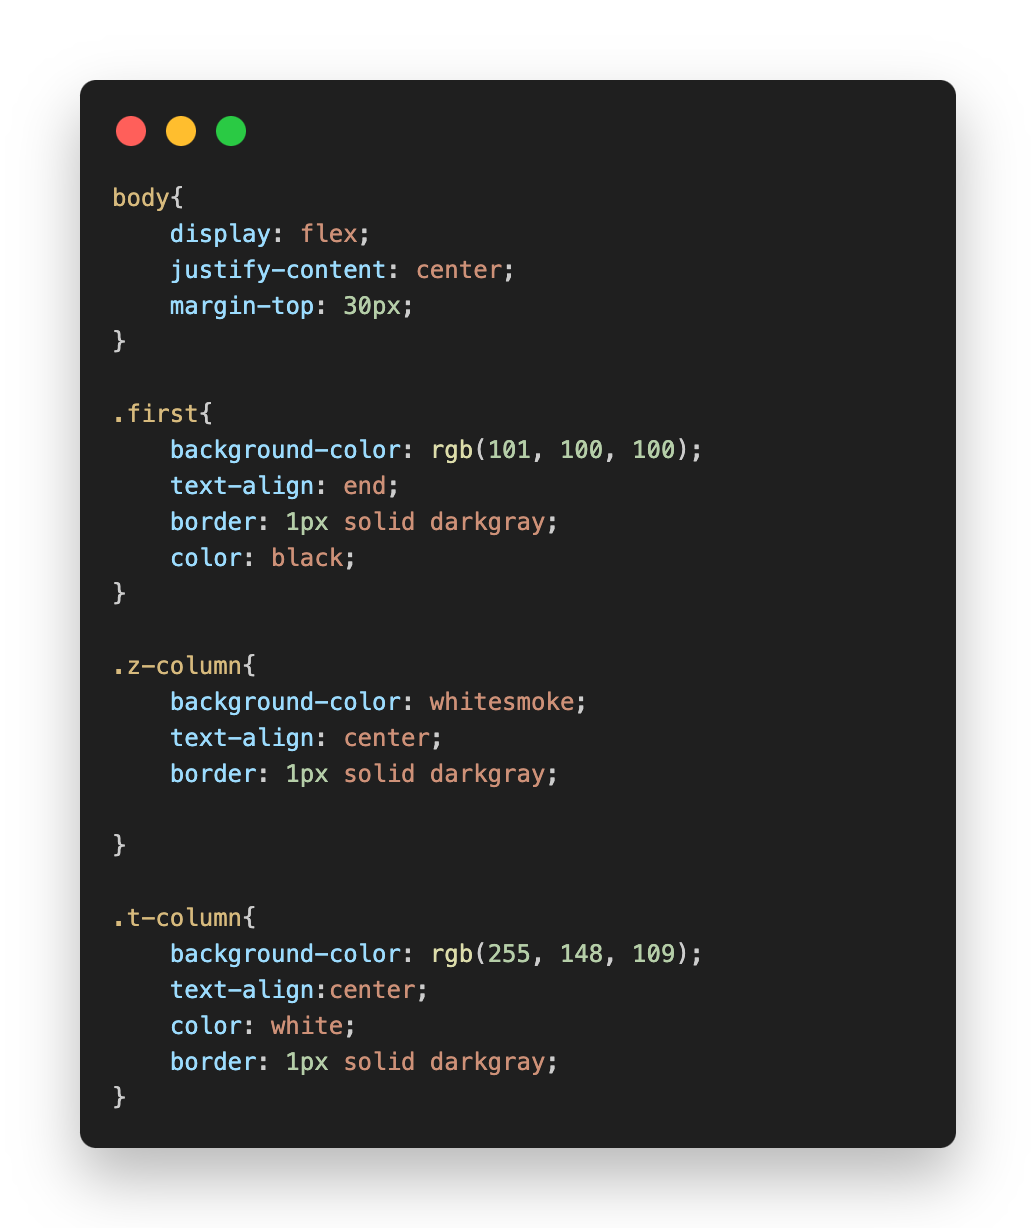 body{
    display: flex;
    justify-content: center;
    margin-top: 30px;
}

.first{
    background-color: rgb(101, 100, 100);
    text-align: end;
    border: 1px solid darkgray;
    color: black;
}

.z-column{
    background-color: whitesmoke;
    text-align: center;
    border: 1px solid darkgray;

}

.t-column{
    background-color: rgb(255, 148, 109);
    text-align:center;
    color: white;
    border: 1px solid darkgray;
}